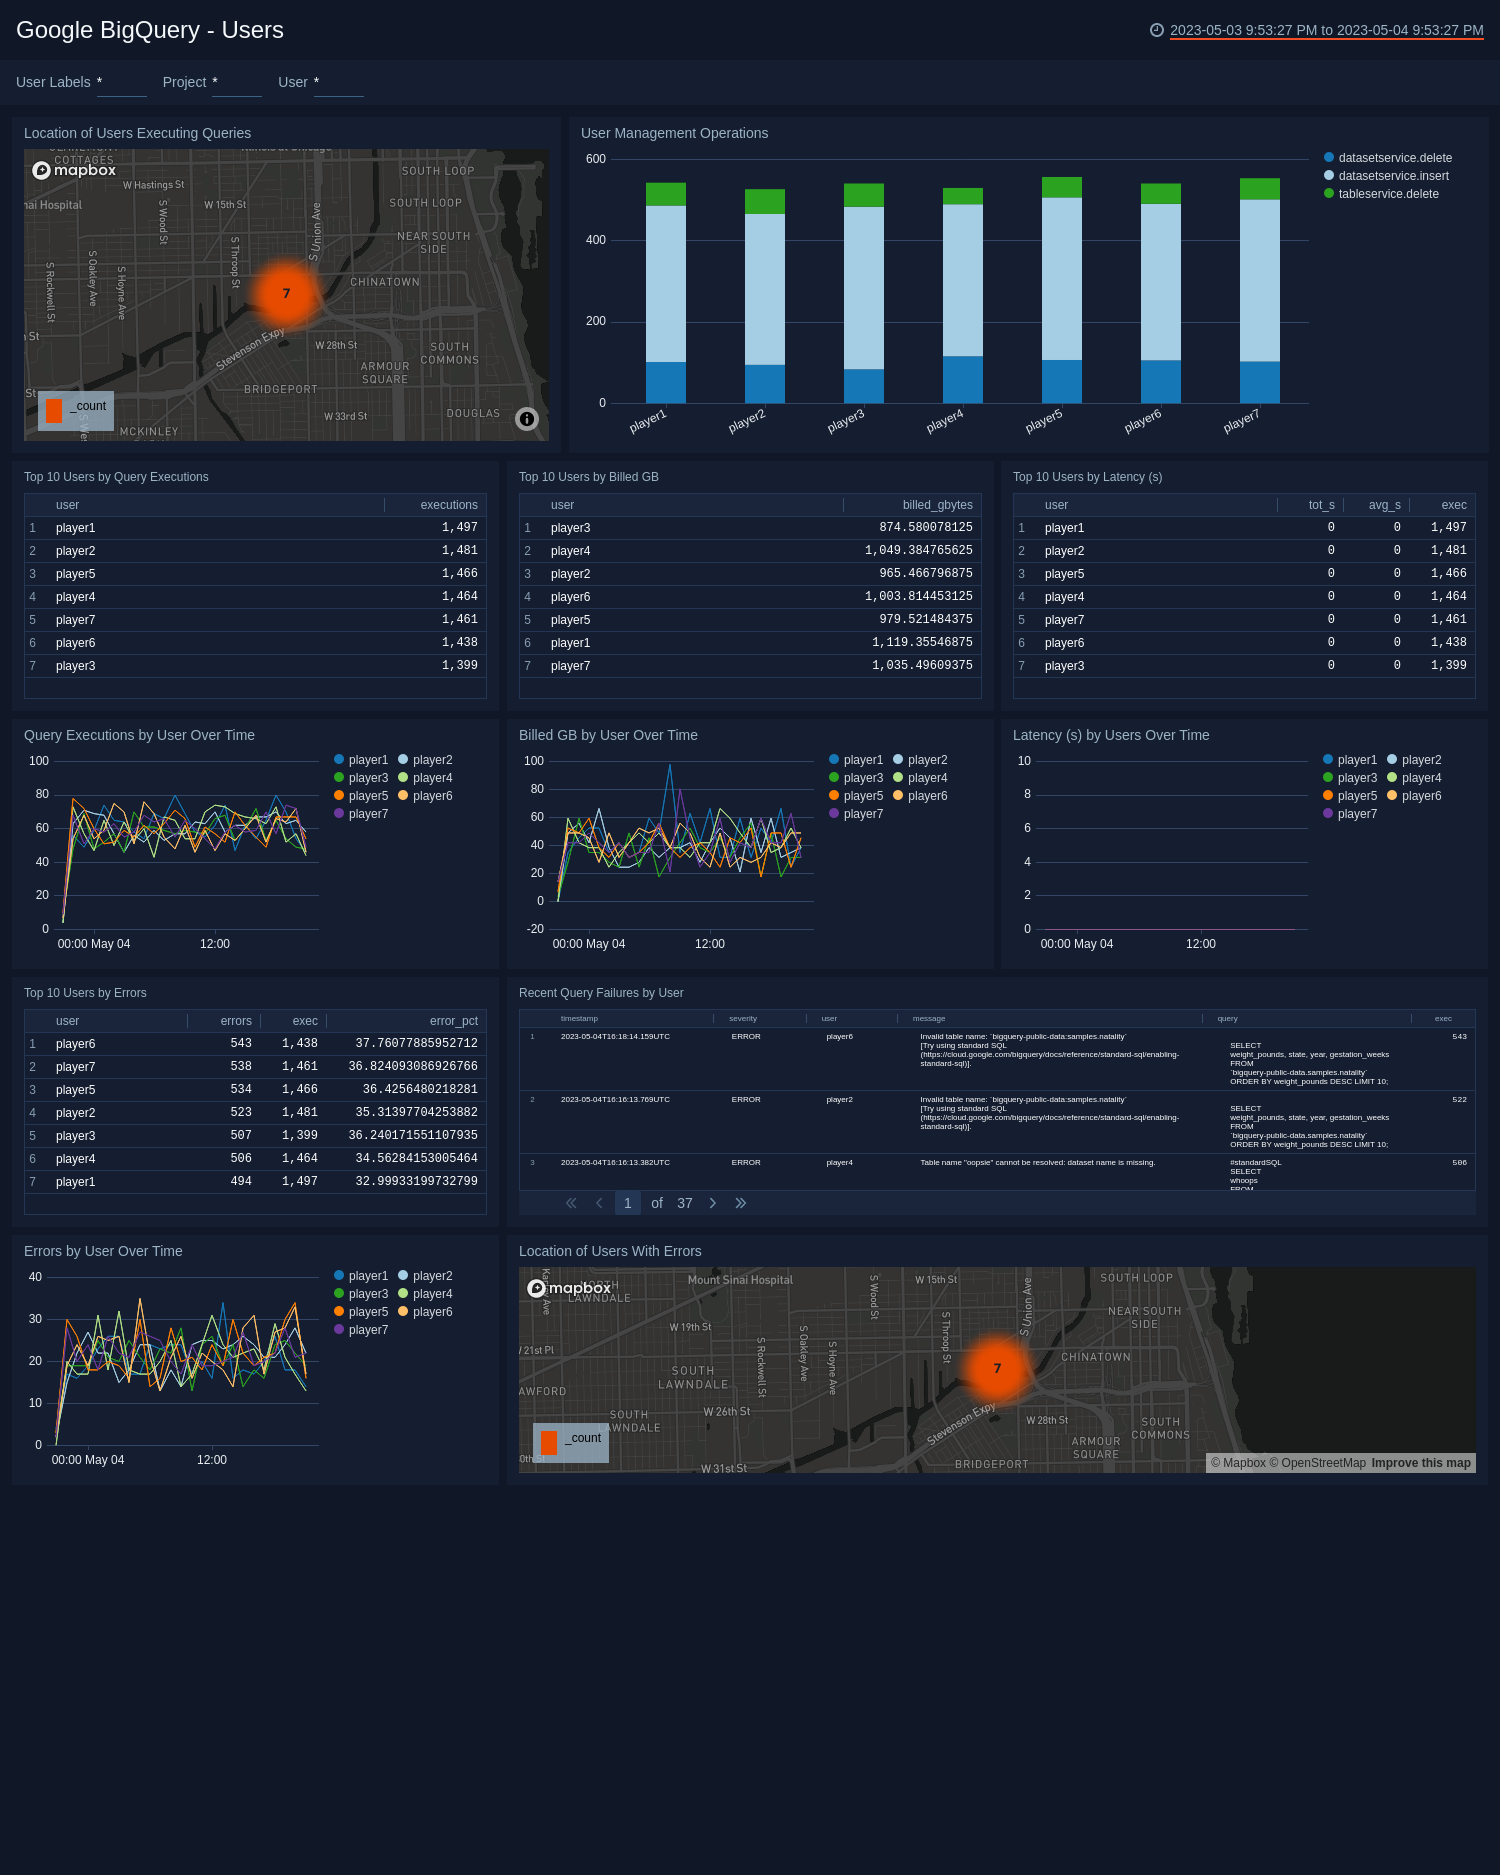 Google BigQuery - Users
2023-05-03 9:53:27 PM to 2023-05-04 9:53:27 PM
User Labels * Project * User *
Location of Users Executing Queries
COTTAGES
mapbox
W Hastings St
SOUTH LOOP
nai Hospital
S Wood St
W 15th St
SOUTH LOOP
S Union Ave
NEAR SOUTH
SIDE
S Throop St
S Oakley Ave
S Rockwell St
S Hoyne Ave
7
CHINATOWN
Stevenson Expy
W 28th St
SOUTH
COMMONS
ARMOUR
SQUARE
BRIDGEPORT
_count
W 33rd St
DOUGLAS
MCKINLEY
User Management Operations
600
400
200
0
player1 player2 player3 player4 player5 player6 player7
datasetservice.delete
datasetservice.insert
tableservice.delete
Top 10 Users by Query Executions
user executions
1 player1 1,497
2 player2 1,481
3 player5 1,466
4 player4 1,464
5 player7 1,461
6 player6 1,438
7 player3 1,399
Top 10 Users by Billed GB
user billed_gbytes
1 player3 874.580078125
2 player4 1,049.384765625
3 player2 965.466796875
4 player6 1,003.814453125
5 player5 979.521484375
6 player1 1,119.35546875
7 player7 1,035.49609375
Top 10 Users by Latency (s)
user tot_s avg_s exec
1 player1 0 0 1,497
2 player2 0 0 1,481
3 player5 0 0 1,466
4 player4 0 0 1,464
5 player7 0 0 1,461
6 player6 0 0 1,438
7 player3 0 0 1,399
Query Executions by User Over Time
100
80
60
40
20
0
00:00 May 04 12:00
player1 player2
player3 player4
player5 player6
player7
Billed GB by User Over Time
100
80
60
40
20
0
-20
00:00 May 04 12:00
player1 player2
player3 player4
player5 player6
player7
Latency (s) by Users Over Time
10
8
6
4
2
0
00:00 May 04 12:00
player1 player2
player3 player4
player5 player6
player7
Top 10 Users by Errors
user errors exec error_pct
1 player6 543 1,438 37.76077885952712
2 player7 538 1,461 36.824093086926766
3 player5 534 1,466 36.4256480218281
4 player2 523 1,481 35.31397704253882
5 player3 507 1,399 36.240171551107935
6 player4 506 1,464 34.56284153005464
7 player1 494 1,497 32.99933199732799
Recent Query Failures by User
timestamp severity user message query exec
1 2023-05-04T16:18:14.159UTC ERROR player6 Invalid table name: `bigquery-public-data:samples.natality` 543
[Try using standard SQL SELECT
(https://cloud.google.com/bigquery/docs/reference/standard-sql/enabling- weight_pounds, state, year, gestation_weeks
standard-sql)]. FROM
`bigquery-public-data.samples.natality`
ORDER BY weight_pounds DESC LIMIT 10;
2 2023-05-04T16:16:13.769UTC ERROR player2 Invalid table name: `bigquery-public-data:samples.natality` 522
[Try using standard SQL SELECT
(https://cloud.google.com/bigquery/docs/reference/standard-sql/enabling- weight_pounds, state, year, gestation_weeks
standard-sql)]. FROM
`bigquery-public-data.samples.natality`
ORDER BY weight_pounds DESC LIMIT 10;
3 2023-05-04T16:16:13.382UTC ERROR player4 Table name "oopsie" cannot be resolved: dataset name is missing. #standardSQL 506
SELECT
whoops
FROM
1 of 37
Errors by User Over Time
40
30
20
10
0
00:00 May 04 12:00
player1 player2
player3 player4
player5 player6
player7
Location of Users With Errors
mapbox
LAWNDALE
Mount Sinai Hospital
S Wood St
W 15th St
SOUTH LOOP
S Union Ave
NEAR SOUTH
SIDE
W 19th St
S Throop St
S Oakley Ave
S Rockwell St
S Hoyne Ave
W 21st Pl
SOUTH
LAWNDALE
7
CHINATOWN
AWFORD
SOUTH
LAWNDALE
W 26th St
Stevenson Expy
W 28th St
SOUTH
COMMONS
ARMOUR
SQUARE
_count
W 31st St
BRIDGEPORT
© Mapbox © OpenStreetMap Improve this map